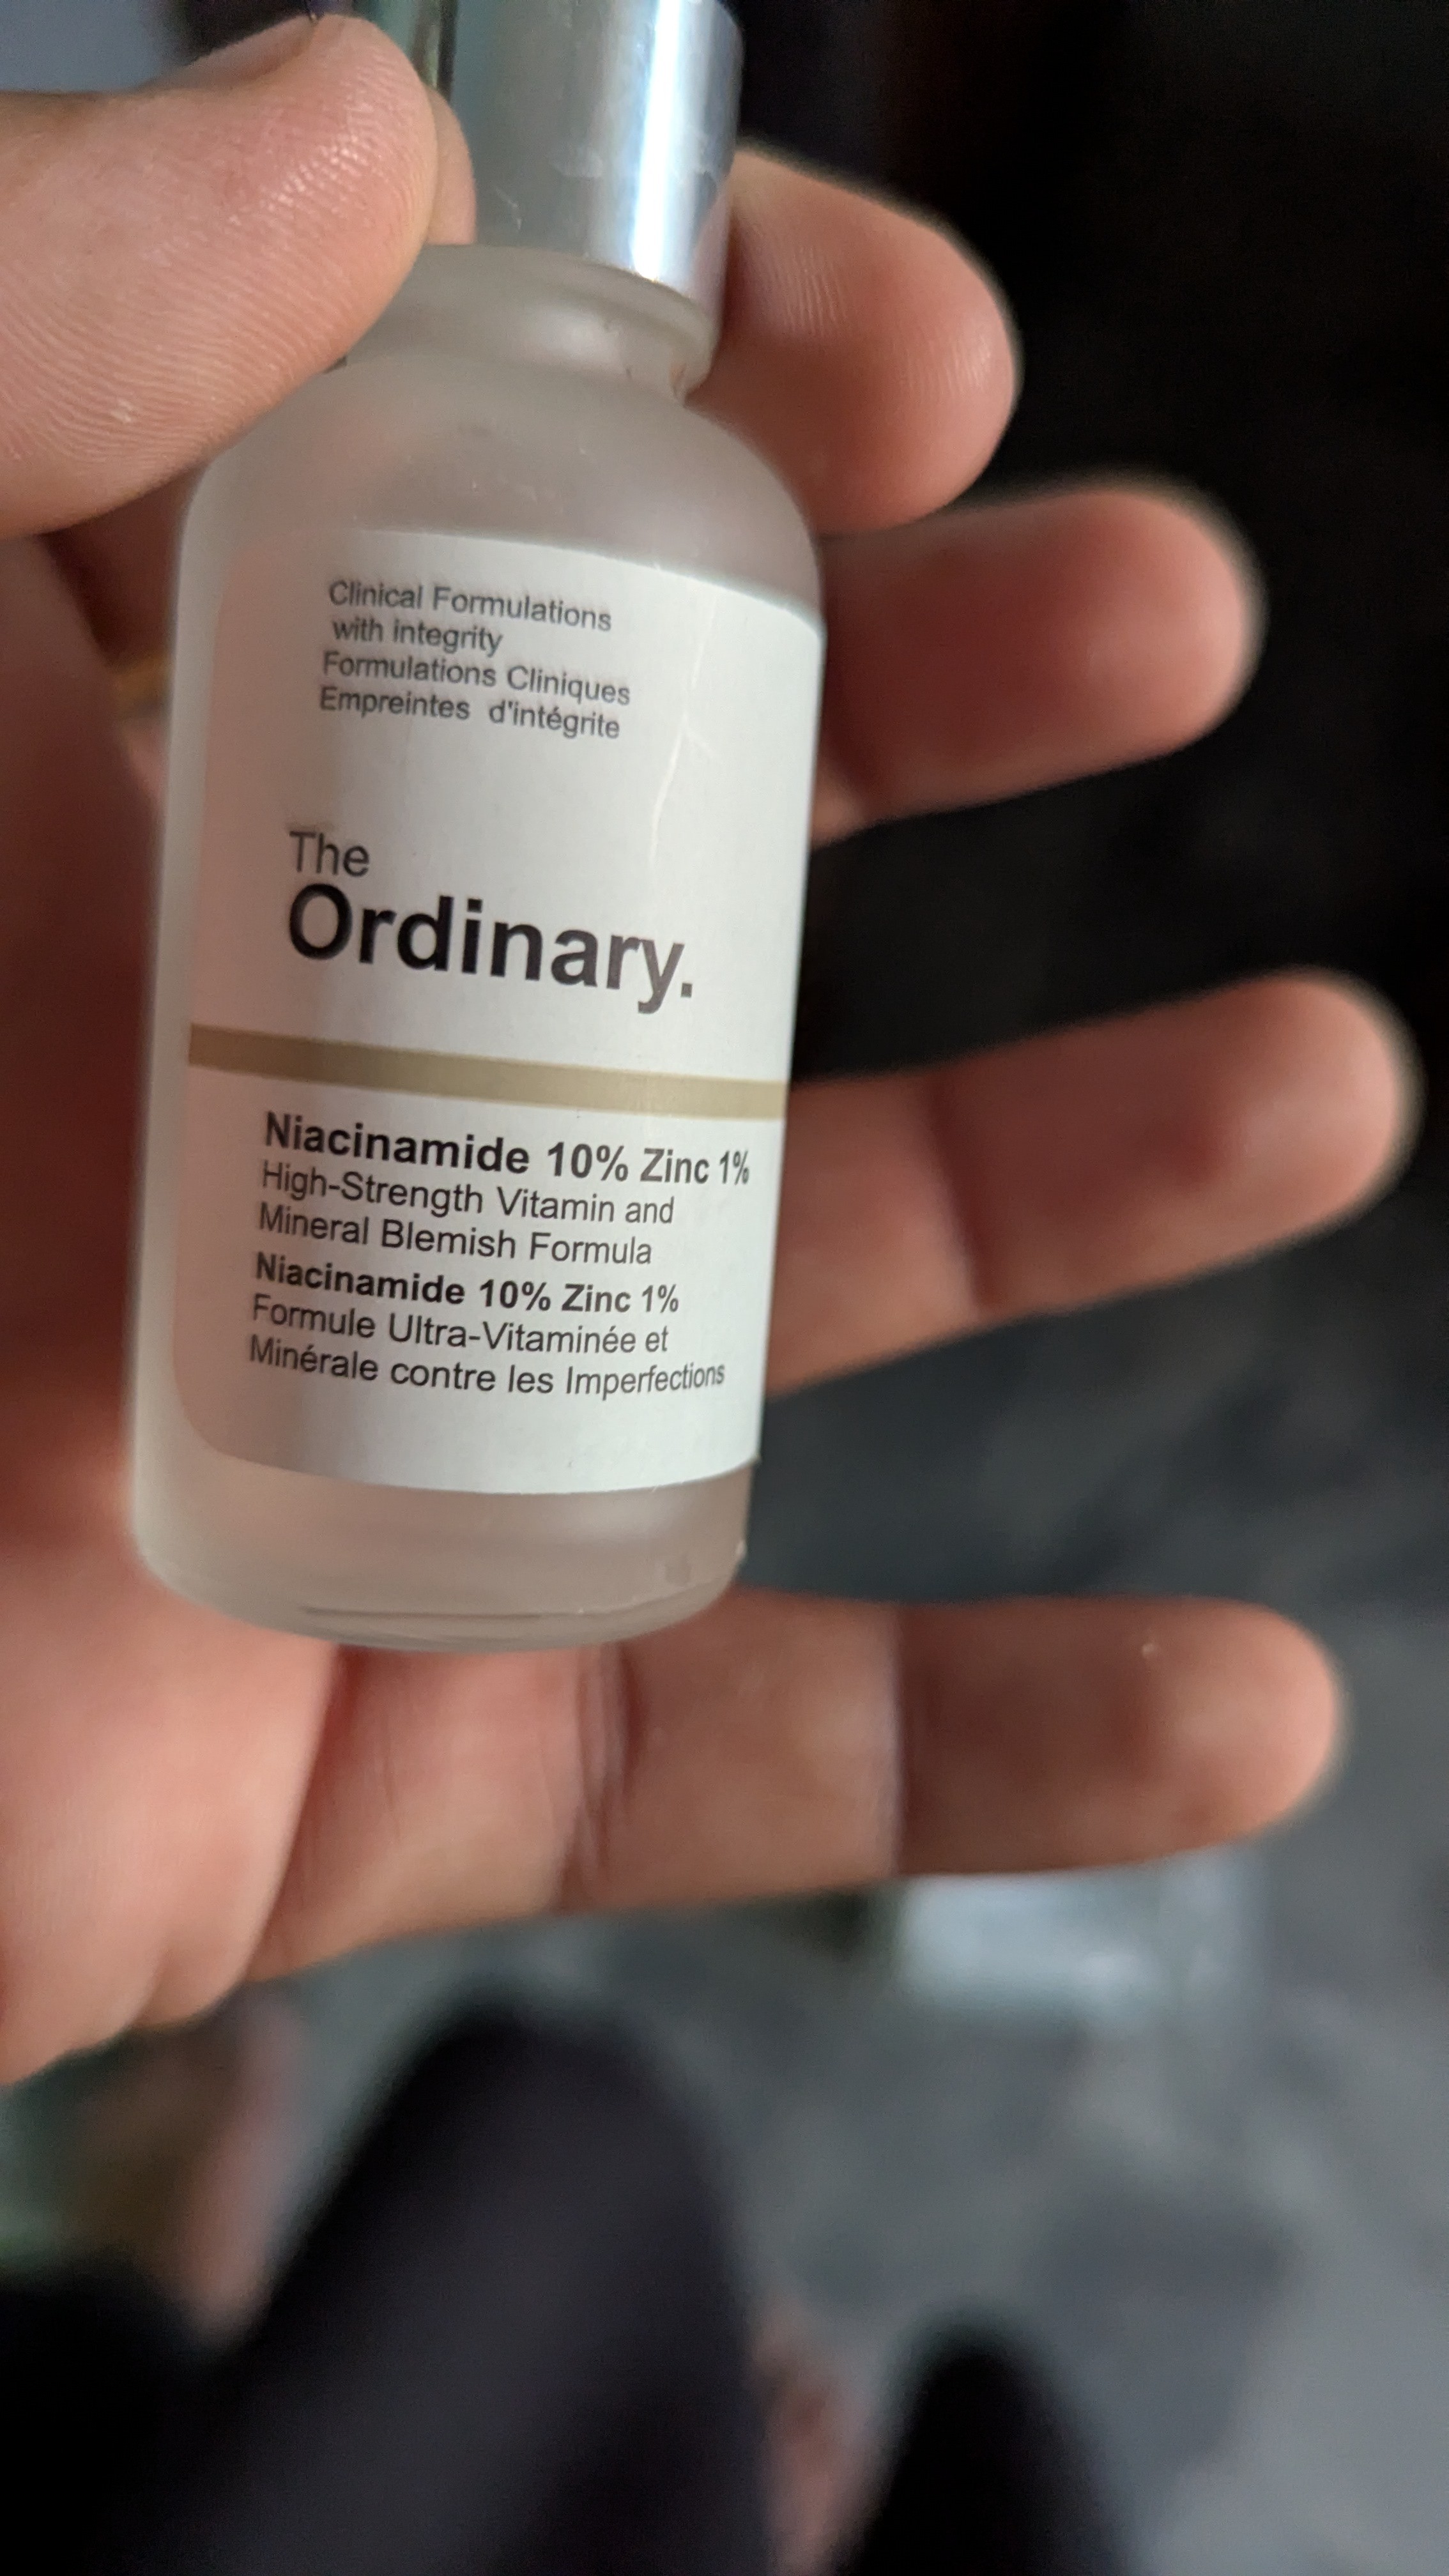 Clinical Formulations
with integrity
Formulations Cliniques
Empreintes d'intégrite
The
Ordinary.
Niacinamide 10% Zinc 1%
High-Strength Vitamin and
Mineral Blemish Formula
Niacinamide 10% Zinc 1%
Formule Ultra-Vitaminée et
Minérale contre les Imperfections